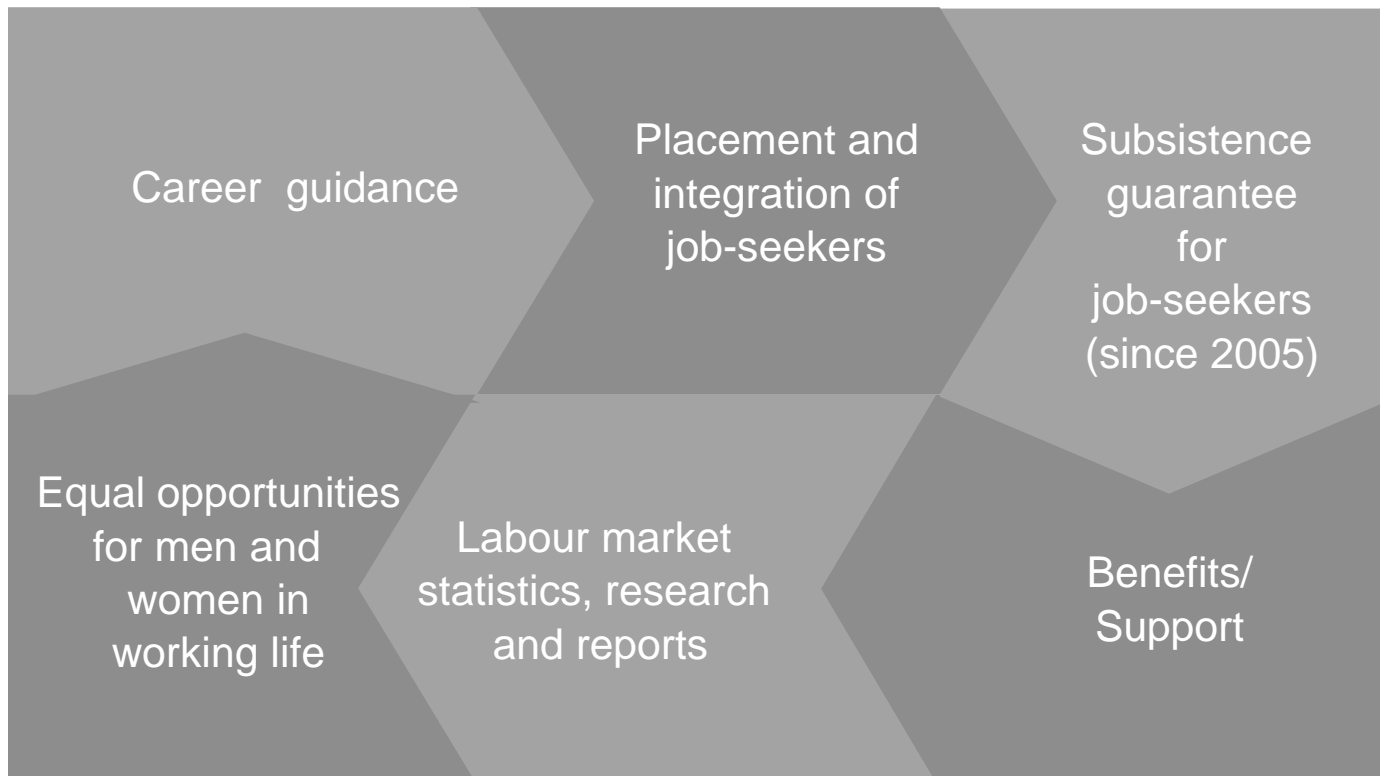 Career guidance
Placement and
integration of
job-seekers
Subsistence
guarantee
for
job-seekers
(since 2005)
Equal opportunities
for men and
women in
working life
Labour market
statistics, research
and reports
Benefits/
Support